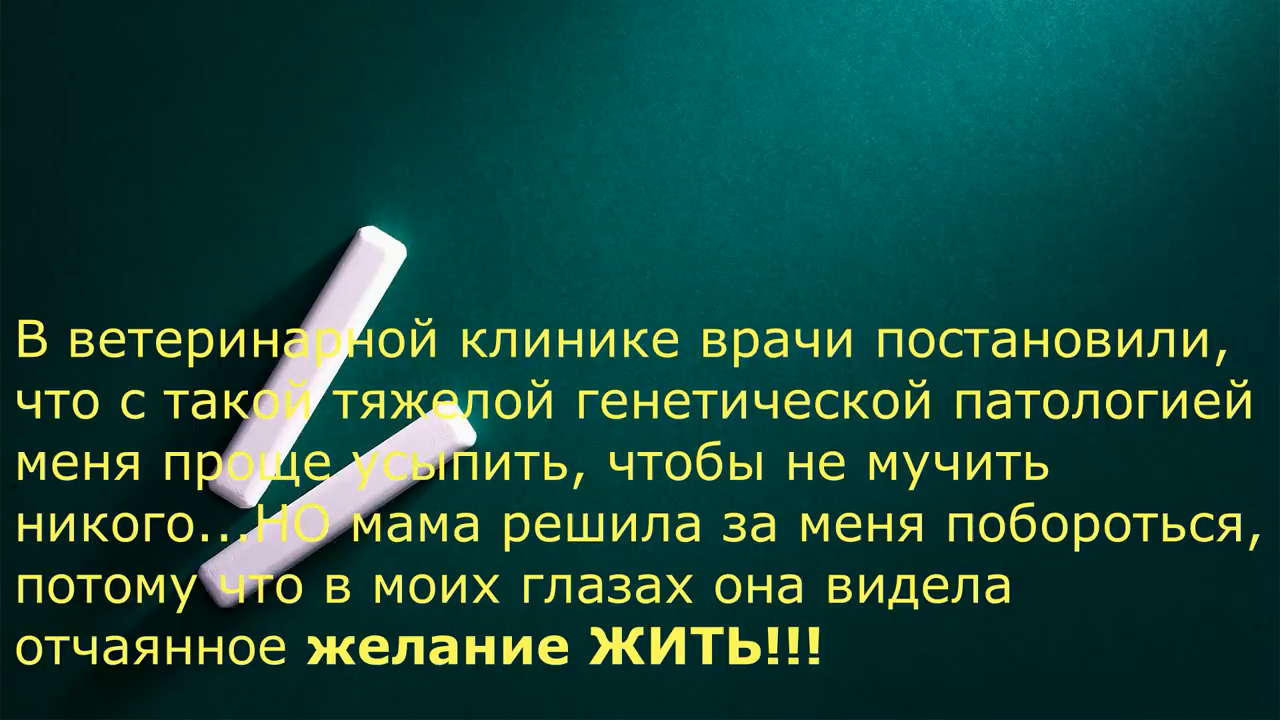 В ветеринарной клинике врачи постановили,
что с такой тяжелой генетической патологией
меня проще усыпить, чтобы не мучить
никого...НО мама решила за меня побороться,
потому что в моих глазах она видела
отчаянное желание ЖИТЬ!!!